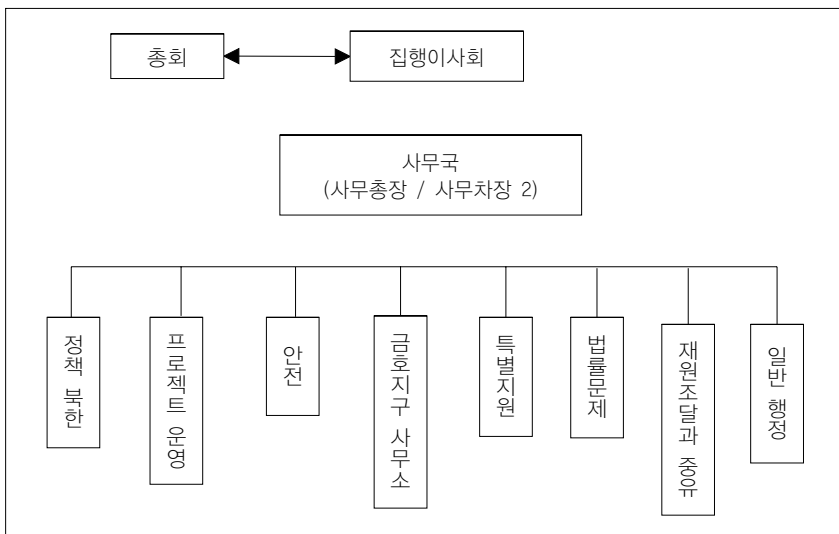 총회
집행이사회
사무국
(사무총장 / 사무차장 2)
정책 북한
프로젝트 운영
안전
금호지구 사무소
특별지원
법률문제
재원조달과 중유
일반 행정